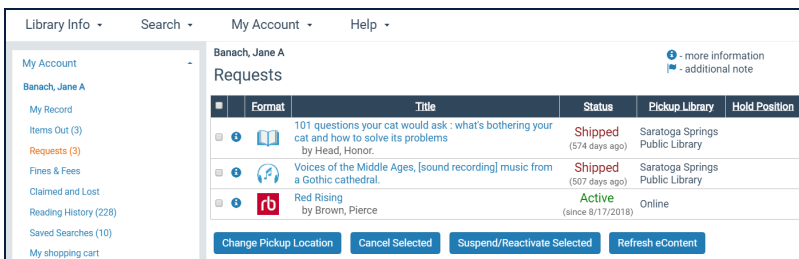 Library Info Search My Account Help
My Account
Banach, Jane A
My Record
Items Out (3)
Requests (3)
Fines & Fees
Claimed and Lost
Reading History (228)
Saved Searches (10)
My shopping cart
Banach, Jane A
- more information
- additional note
Requests
Format Title Status Pickup Library Hold Position
101 questions your cat would ask : what's bothering your
cat and how to solve its problems
by Head, Honor.
Shipped
(574 days ago)
Saratoga Springs
Public Library
Voices of the Middle Ages, [sound recording] music from
a Gothic cathedral.
Shipped
(507 days ago)
Saratoga Springs
Public Library
rb
Red Rising
by Brown, Pierce
Active
(since 8/17/2018)
Online
Change Pickup Location Cancel Selected Suspend/Reactivate Selected Refresh eContent